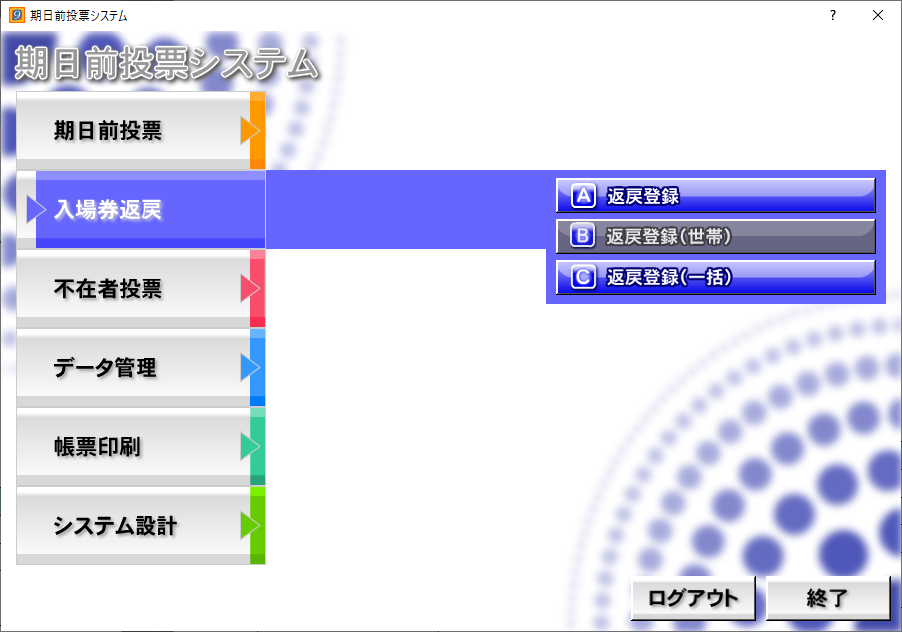 期日前投票システム
?
期日前投票システム
期日前投票
入場券返戻
A 返戻登録
B 返戻登録(世帯)
C 返戻登録(一括)
不在者投票
データ管理
帳票印刷
システム設計
ログアウト
終了